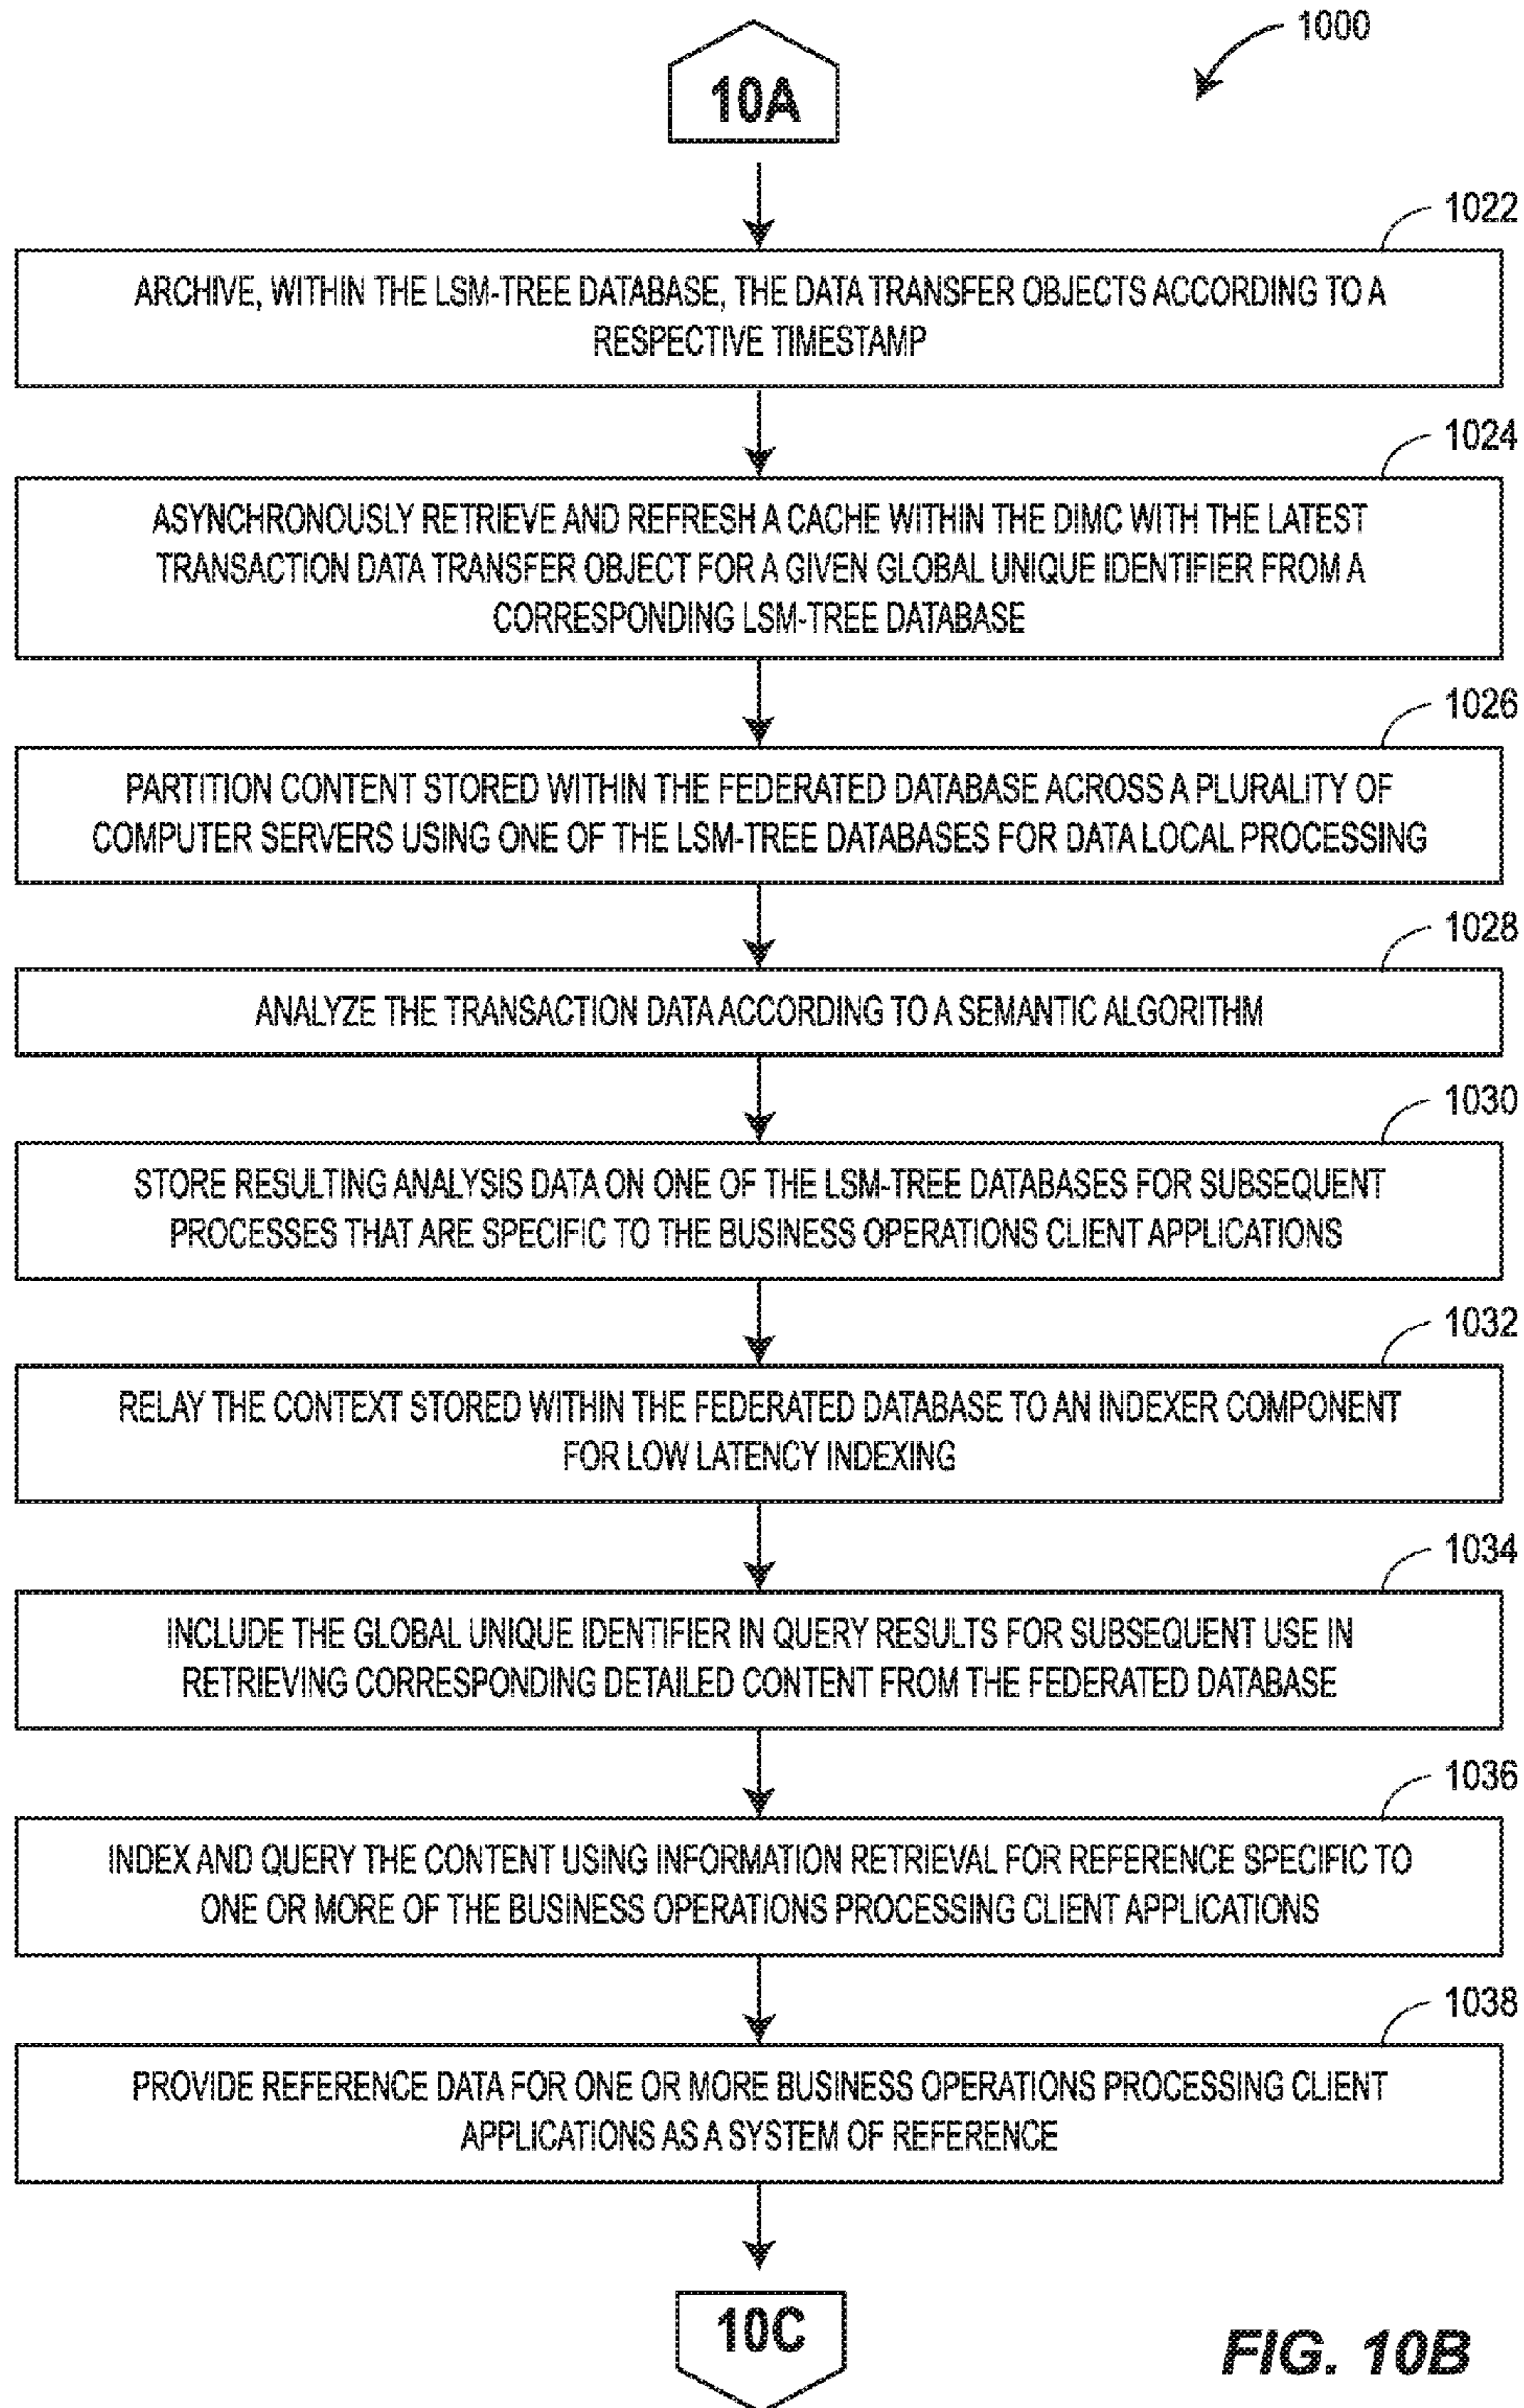 1000
10A
1022
ARCHIVE, WITHIN THE LSM-TREE DATABASE, THE DATA TRANSFER OBJECTS ACCORDING TO A
RESPECTIVE TIMESTAMP
1024
ASYNCHRONOUSLY RETRIEVE AND REFRESH A CACHE WITHIN THE DIMC WITH THE LATEST
TRANSACTION DATA TRANSFER OBJECT FOR A GIVEN GLOBAL UNIQUE IDENTIFIER FROM A
CORRESPONDING LSM-TREE DATABASE
1026
PARTITION CONTENT STORED WITHIN THE FEDERATED DATABASE ACROSS A PLURALITY OF
COMPUTER SERVERS USING ONE OF THE LSM-TREE DATABASES FOR DATA LOCAL PROCESSING
1028
ANALYZE THE TRANSACTION DATA ACCORDING TO A SEMANTIC ALGORITHM
1030
STORE RESULTING ANALYSIS DATA ON ONE OF THE LSM-TREE DATABASES FOR SUBSEQUENT
PROCESSES THAT ARE SPECIFIC TO THE BUSINESS OPERATIONS CLIENT APPLICATIONS
1032
RELAY THE CONTEXT STORED WITHIN THE FEDERATED DATABASE TO AN INDEXER COMPONENT
FOR LOW LATENCY INDEXING
1034
INCLUDE THE GLOBAL UNIQUE IDENTIFIER IN QUERY RESULTS FOR SUBSEQUENT USE IN
RETRIEVING CORRESPONDING DETAILED CONTENT FROM THE FEDERATED DATABASE
1036
INDEX AND QUERY THE CONTENT USING INFORMATION RETRIEVAL FOR REFERENCE SPECIFIC TO
ONE OR MORE OF THE BUSINESS OPERATIONS PROCESSING CLIENT APPLICATIONS
1038
PROVIDE REFERENCE DATA FOR ONE OR MORE BUSINESS OPERATIONS PROCESSING CLIENT
APPLICATIONS AS A SYSTEM OF REFERENCE
10C
FIG. 10B